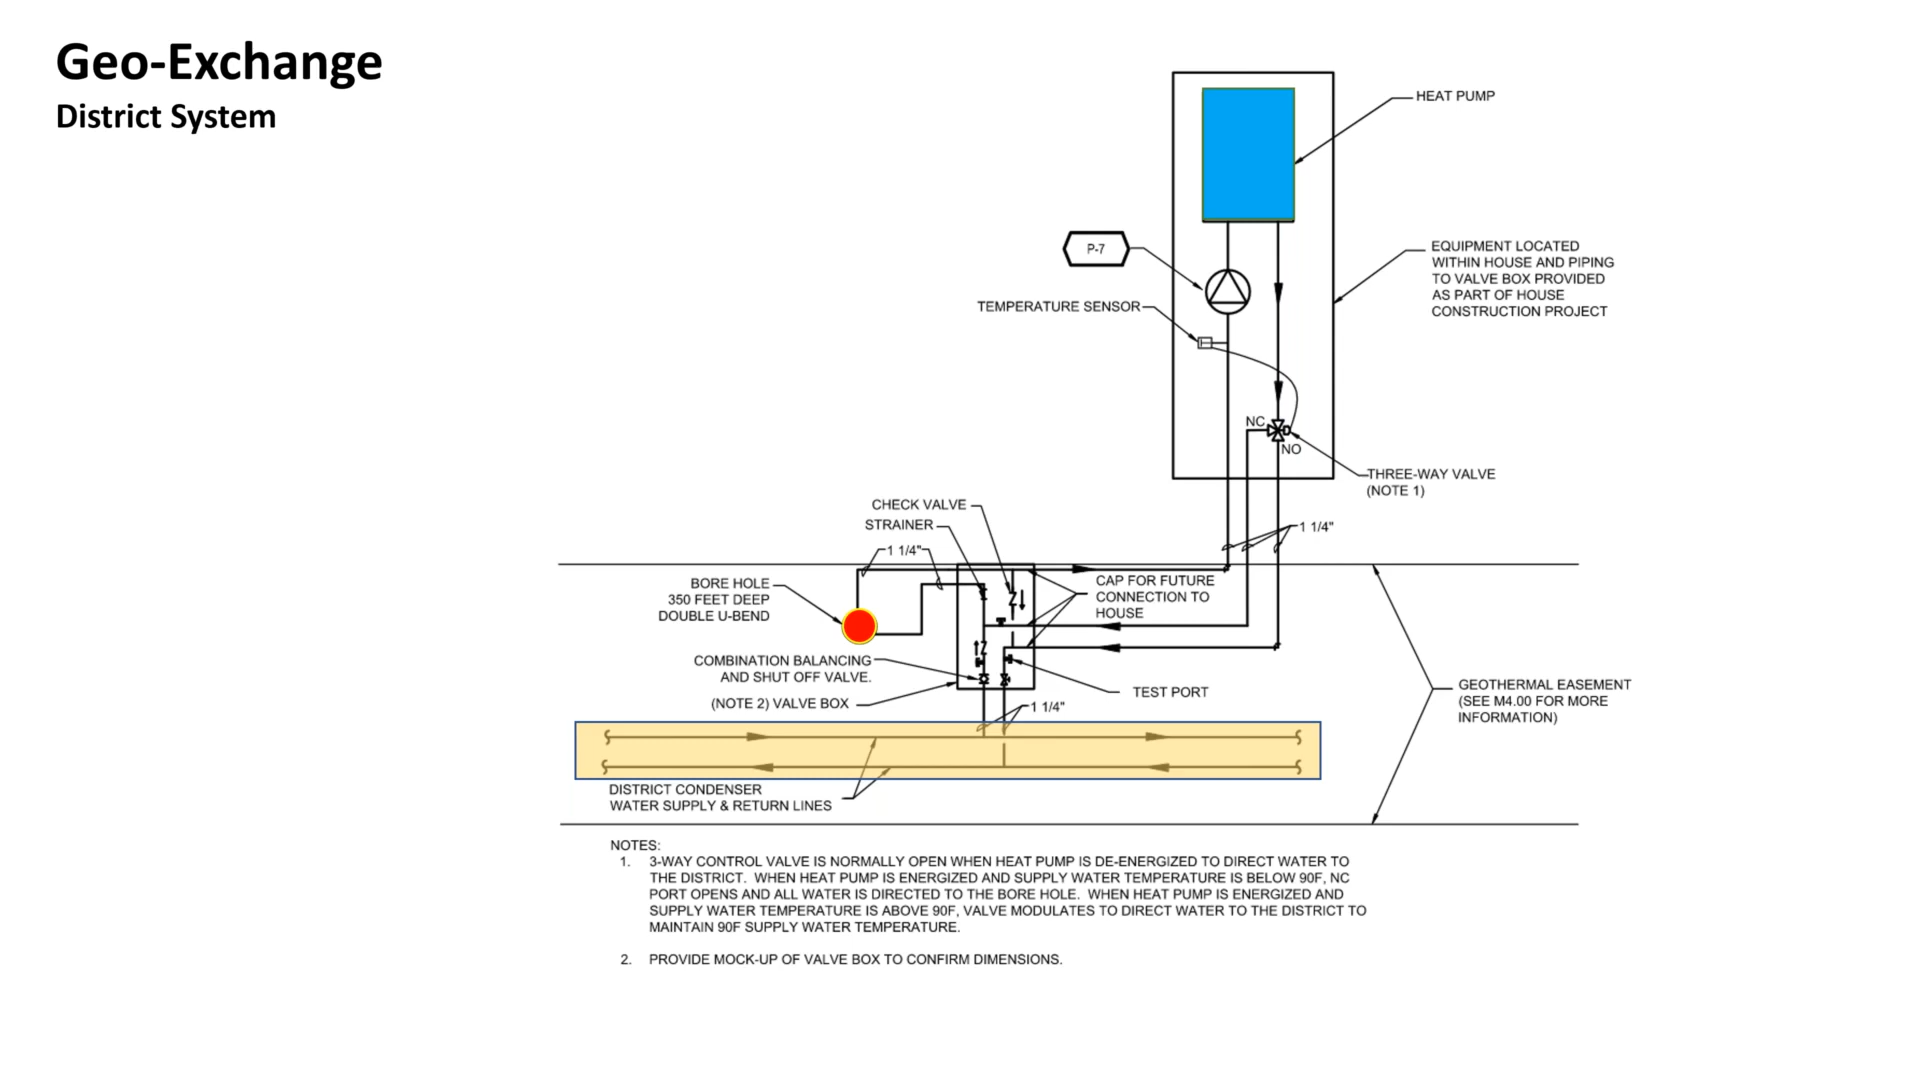 Geo-Exchange
District System
HEAT PUMP
P-7
EQUIPMENT LOCATED
WITHIN HOUSE AND PIPING
TO VALVE BOX PROVIDED
AS PART OF HOUSE
CONSTRUCTION PROJECT
TEMPERATURE SENSOR
NC
NO
THREE-WAY VALVE
(NOTE 1)
CHECK VALVE
STRAINER
1 1/4"
1 1/4"
BORE HOLE
350 FEET DEEP
DOUBLE U-BEND
CAP FOR FUTURE
CONNECTION TO
HOUSE
COMBINATION BALANCING
AND SHUT OFF VALVE.
(NOTE 2) VALVE BOX
TEST PORT
1 1/4"
GEOTHERMAL EASEMENT
(SEE M4.00 FOR MORE
INFORMATION)
DISTRICT CONDENSER
WATER SUPPLY & RETURN LINES
NOTES:
1. 3-WAY CONTROL VALVE IS NORMALLY OPEN WHEN HEAT PUMP IS DE-ENERGIZED TO DIRECT WATER TO
THE DISTRICT. WHEN HEAT PUMP IS ENERGIZED AND SUPPLY WATER TEMPERATURE IS BELOW 90F, NC
PORT OPENS AND ALL WATER IS DIRECTED TO THE BORE HOLE. WHEN HEAT PUMP IS ENERGIZED AND
SUPPLY WATER TEMPERATURE IS ABOVE 90F, VALVE MODULATES TO DIRECT WATER TO THE DISTRICT TO
MAINTAIN 90F SUPPLY WATER TEMPERATURE.
2. PROVIDE MOCK-UP OF VALVE BOX TO CONFIRM DIMENSIONS.